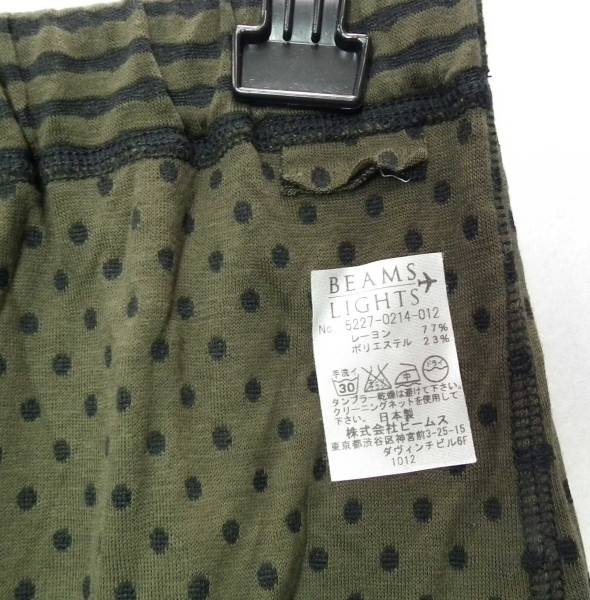 BEAMS
LIGHTS
No. 5227-0214-012
レーヨン 77%
ポリエステル 23%
手洗イ
30 中 ドライ
タンブラー乾燥は避けて下さい。
クリーニングネットを使用して
下さい。 日本製
株式会社ビームス
東京都渋谷区神宮前3-25-15
ダヴィンチビル6F
1012